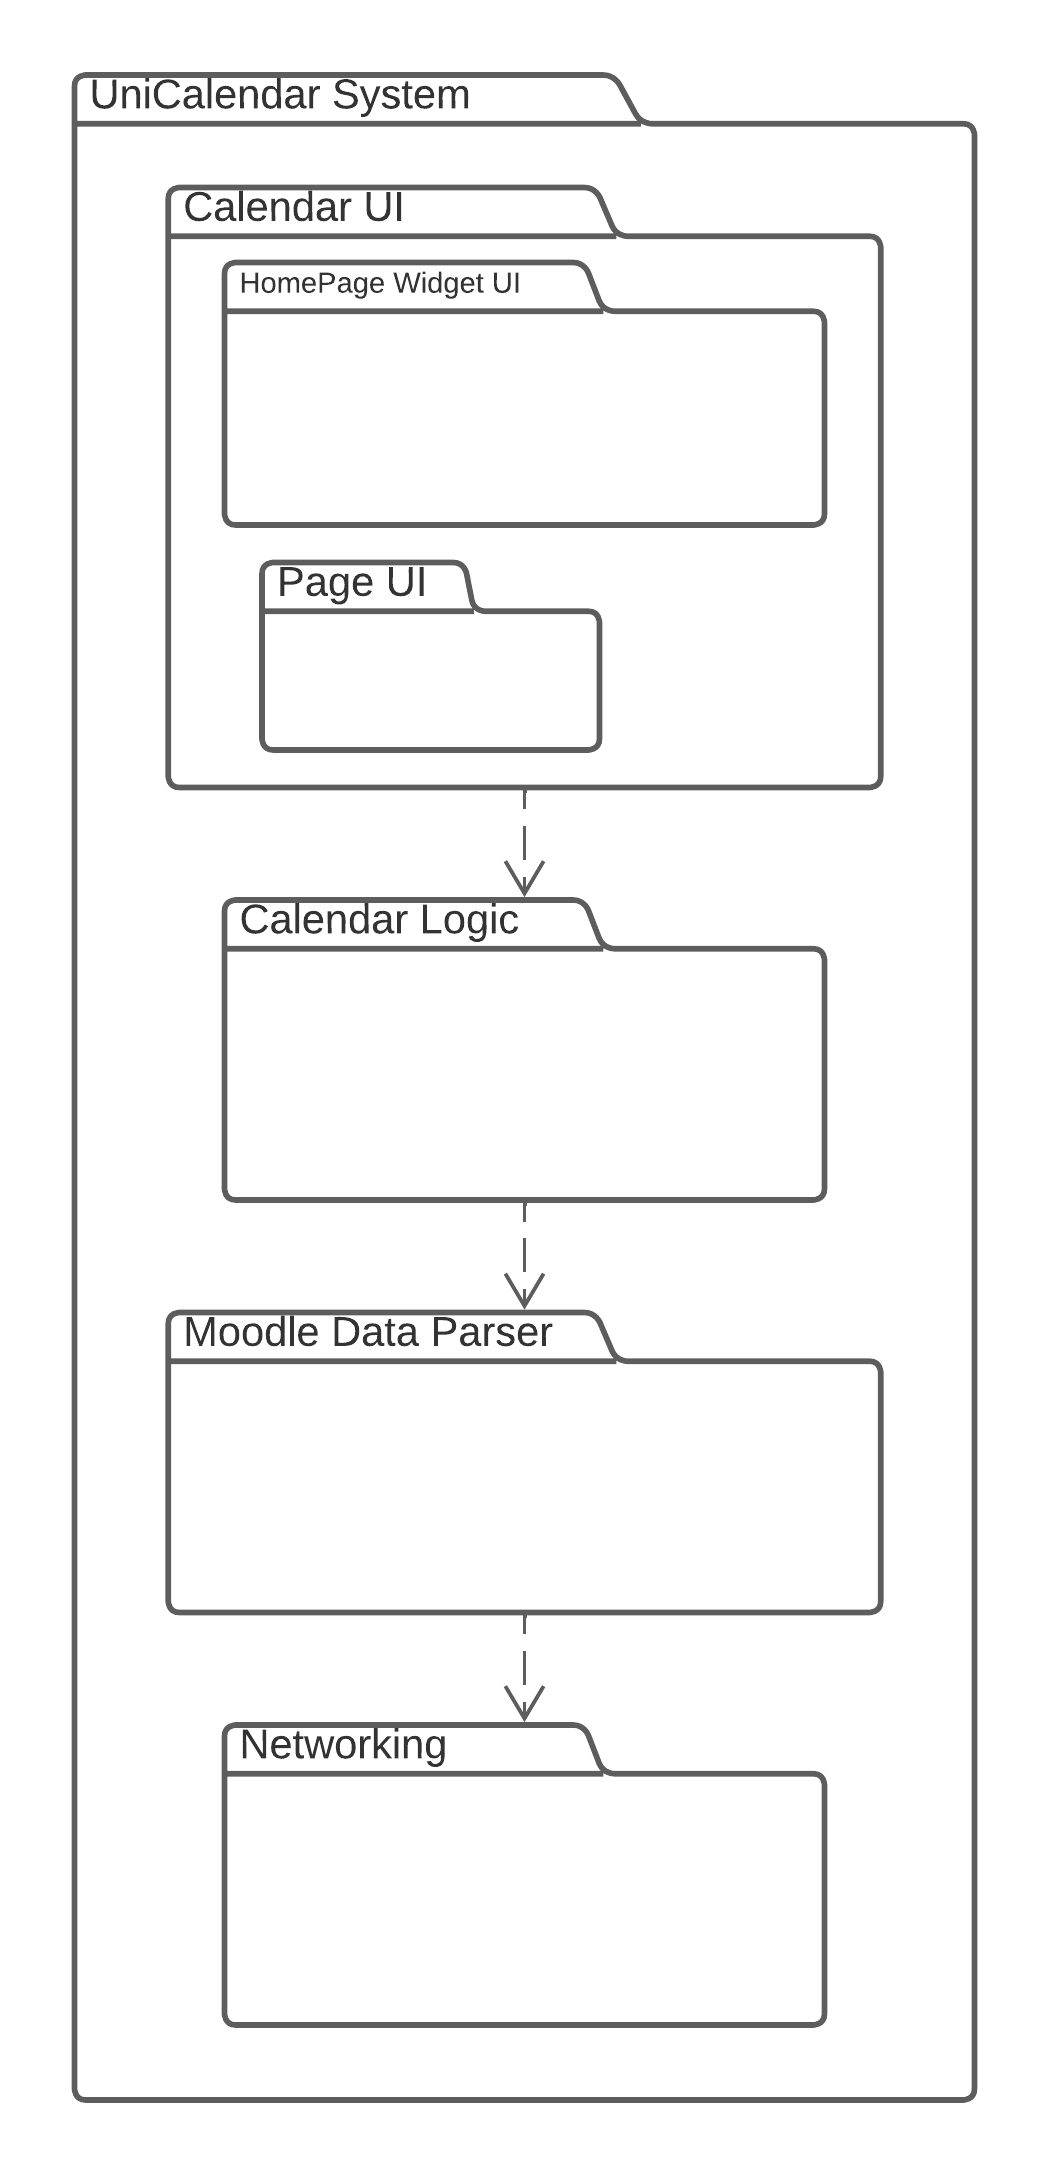 UniCalendar System
Calendar UI
HomePage Widget UI
Page UI
Calendar Logic
Moodle Data Parser
Networking